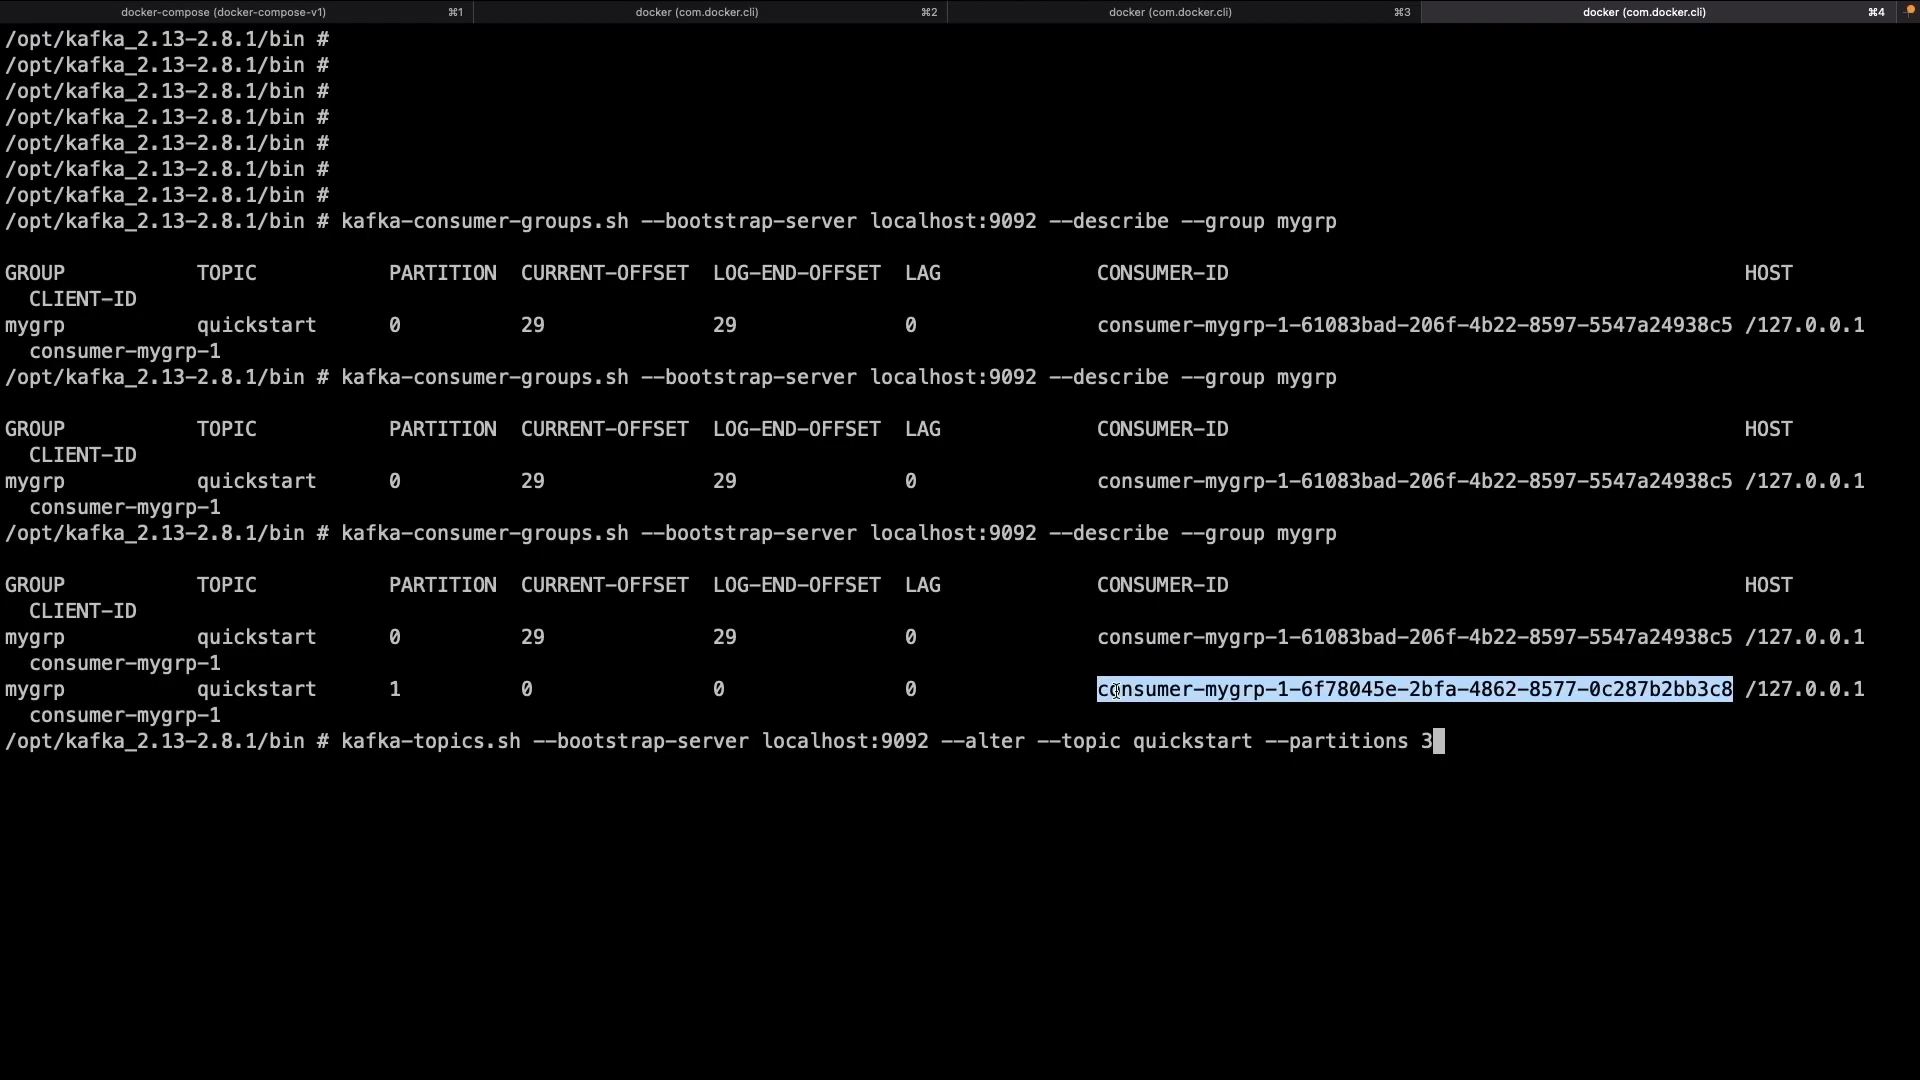 docker-compose (docker-compose-v1) ⌘1 docker (com.docker.cli) ⌘2 docker (com.docker.cli) ⌘3 docker (com.docker.cli) ⌘4
/opt/kafka_2.13-2.8.1/bin #
/opt/kafka_2.13-2.8.1/bin #
/opt/kafka_2.13-2.8.1/bin #
/opt/kafka_2.13-2.8.1/bin #
/opt/kafka_2.13-2.8.1/bin #
/opt/kafka_2.13-2.8.1/bin #
/opt/kafka_2.13-2.8.1/bin #
/opt/kafka_2.13-2.8.1/bin # kafka-consumer-groups.sh --bootstrap-server localhost:9092 --describe --group mygrp
GROUP TOPIC PARTITION CURRENT-OFFSET LOG-END-OFFSET LAG CONSUMER-ID HOST
CLIENT-ID
mygrp quickstart 0 29 29 0 consumer-mygrp-1-61083bad-206f-4b22-8597-5547a24938c5 /127.0.0.1
consumer-mygrp-1
/opt/kafka_2.13-2.8.1/bin # kafka-consumer-groups.sh --bootstrap-server localhost:9092 --describe --group mygrp
GROUP TOPIC PARTITION CURRENT-OFFSET LOG-END-OFFSET LAG CONSUMER-ID HOST
CLIENT-ID
mygrp quickstart 0 29 29 0 consumer-mygrp-1-61083bad-206f-4b22-8597-5547a24938c5 /127.0.0.1
consumer-mygrp-1
/opt/kafka_2.13-2.8.1/bin # kafka-consumer-groups.sh --bootstrap-server localhost:9092 --describe --group mygrp
GROUP TOPIC PARTITION CURRENT-OFFSET LOG-END-OFFSET LAG CONSUMER-ID HOST
CLIENT-ID
mygrp quickstart 0 29 29 0 consumer-mygrp-1-61083bad-206f-4b22-8597-5547a24938c5 /127.0.0.1
consumer-mygrp-1
mygrp quickstart 1 0 0 0 consumer-mygrp-1-6f78045e-2bfa-4862-8577-0c287b2bb3c8 /127.0.0.1
consumer-mygrp-1
/opt/kafka_2.13-2.8.1/bin # kafka-topics.sh --bootstrap-server localhost:9092 --alter --topic quickstart --partitions 3